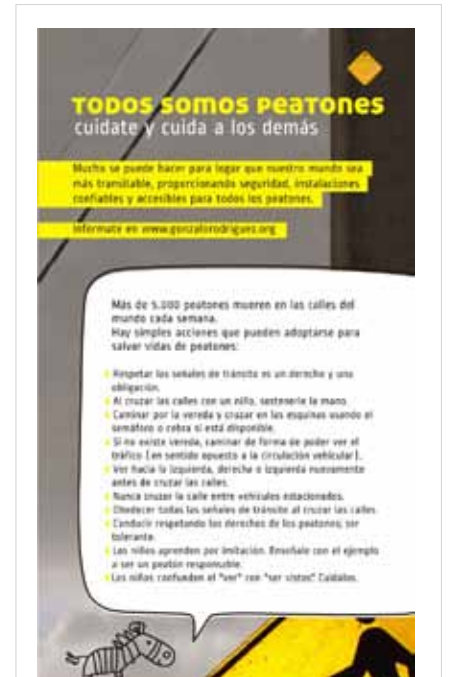 TODOS SOMOS PEATONES
cuidate y cuida a los demás
Mucho se puede hacer para logar que nuestro mundo sea
más transitable, proporcionando seguridad, instalaciones
confiables y accesibles para todos los peatones.
Informate en www.gonzalorodriguez.org
Más de 5.000 peatones mueren en las calles del
mundo cada semana.
Hay simples acciones que pueden adoptarse para
salvar vidas de peatones:
Respetar las señales de tránsito es un derecho y una
obligación.
Al cruzar las calles con un niño, sostenerle la mano.
Caminar por la vereda y cruzar en las esquinas usando el
semáforo o cebra si está disponible.
Si no existe vereda, caminar de forma de poder ver el
tráfico (en sentido opuesto a la circulación vehicular).
Ver hacia la izquierda, derecha e izquierda nuevamente
antes de cruzar las calles.
Nunca cruzar la calle entre vehículos estacionados.
Obedecer todas las señales de tránsito al cruzar las calles.
Conducir respetando los derechos de los peatones; ser
tolerante.
Los niños aprenden por imitación. Enseñale con el ejemplo
a ser un peatón responsable.
Los niños confunden el "ver" con "ser vistos". Cuidalos.